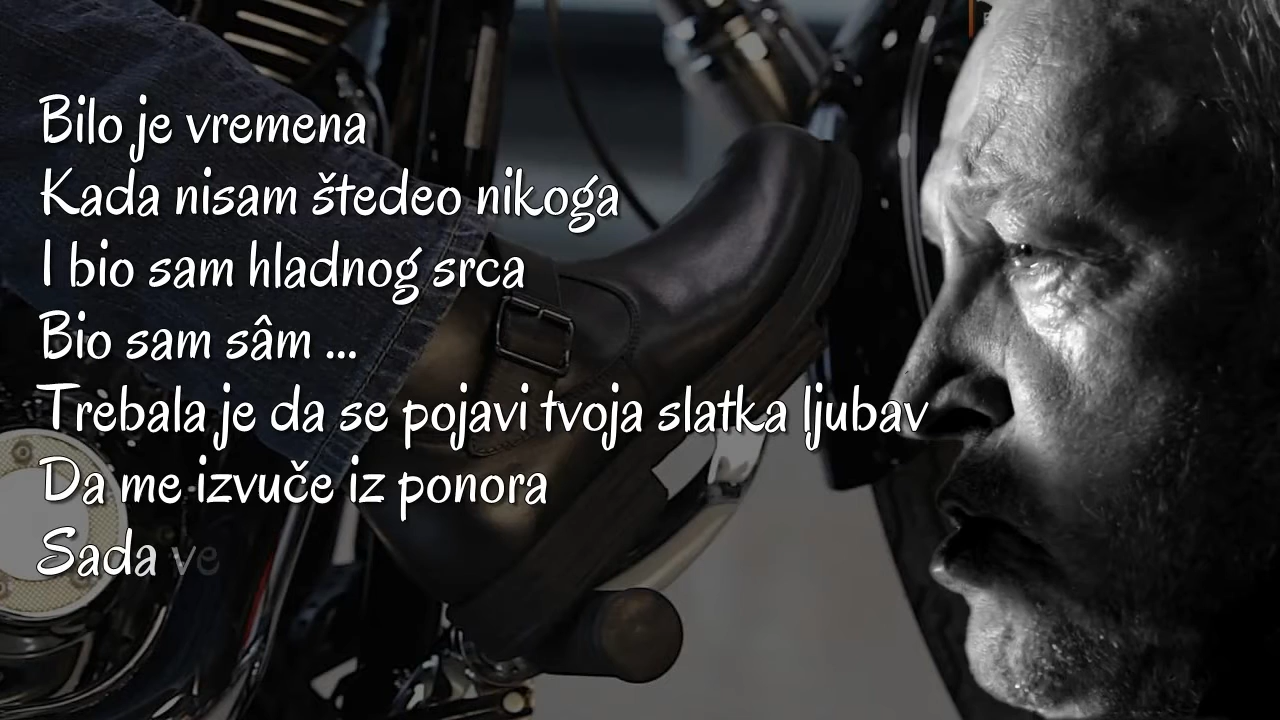 Bilo je vremena
Kada nisam štedeo nikoga
I bio sam hladnog srca
Bio sam sâm ...
Trebala je da se pojavi tvoja slatka ljubav
Da me izvuče iz ponora
Sada ve